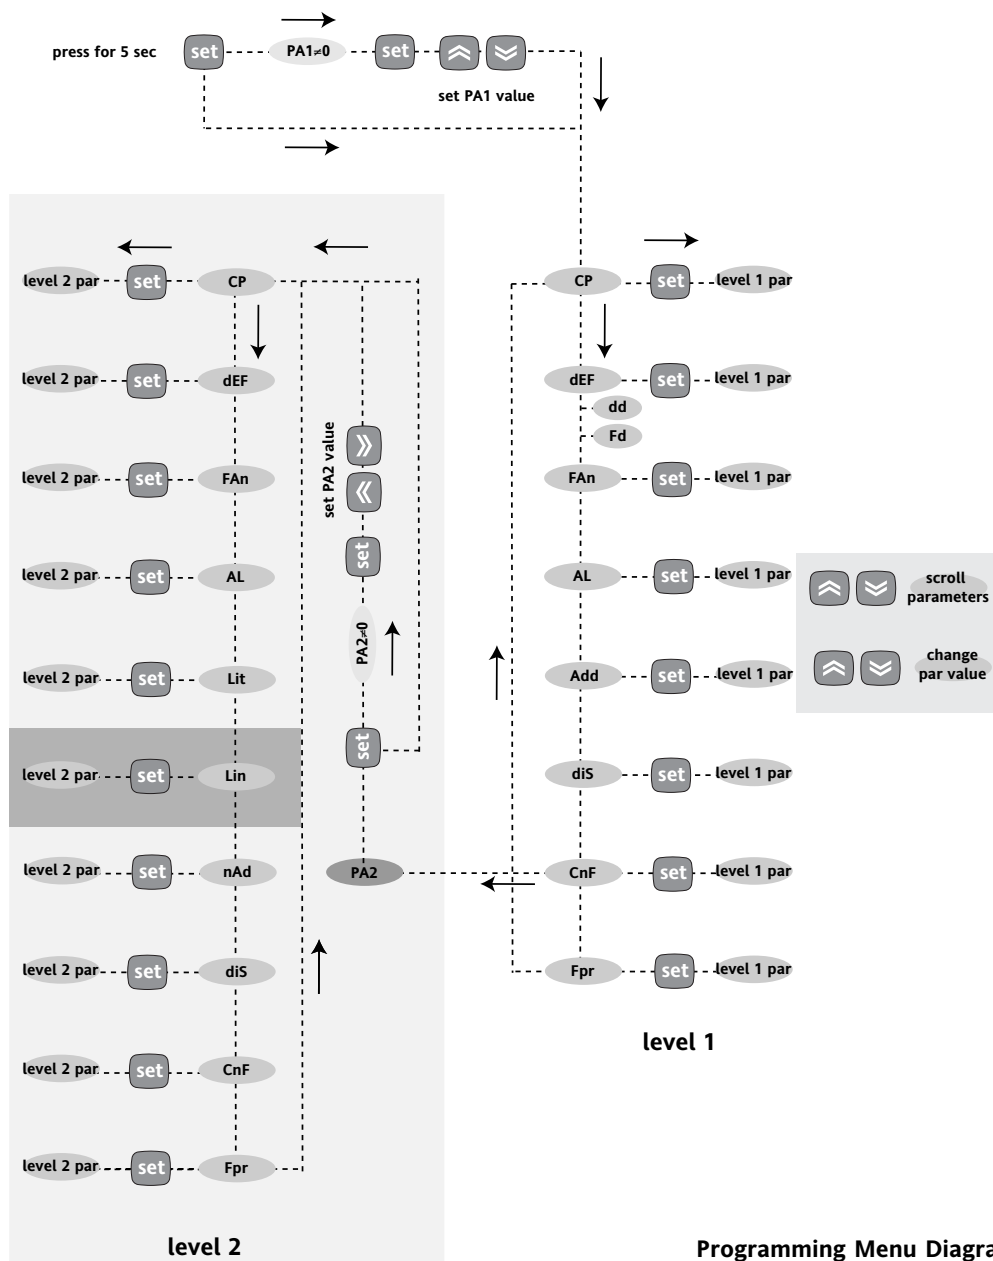 press for 5 sec set PA1≠0 set
set PA1 value
level 2 par set CP
CP set level 1 par
level 2 par set dEF
dEF set level 1 par
dd
Fd
level 2 par set FAn
FAn set level 1 par
level 2 par set AL
AL set level 1 par
level 2 par set Lit
Add set level 1 par
level 2 par set Lin
diS set level 1 par
level 2 par set nAd
CnF set level 1 par
level 2 par set diS
Fpr set level 1 par
level 2 par set CnF
level 2 par set Fpr
set PA2 value
set
PA2≠0
set
PA2
scroll
parameters
change
par value
level 1
level 2
Programming Menu Diagra